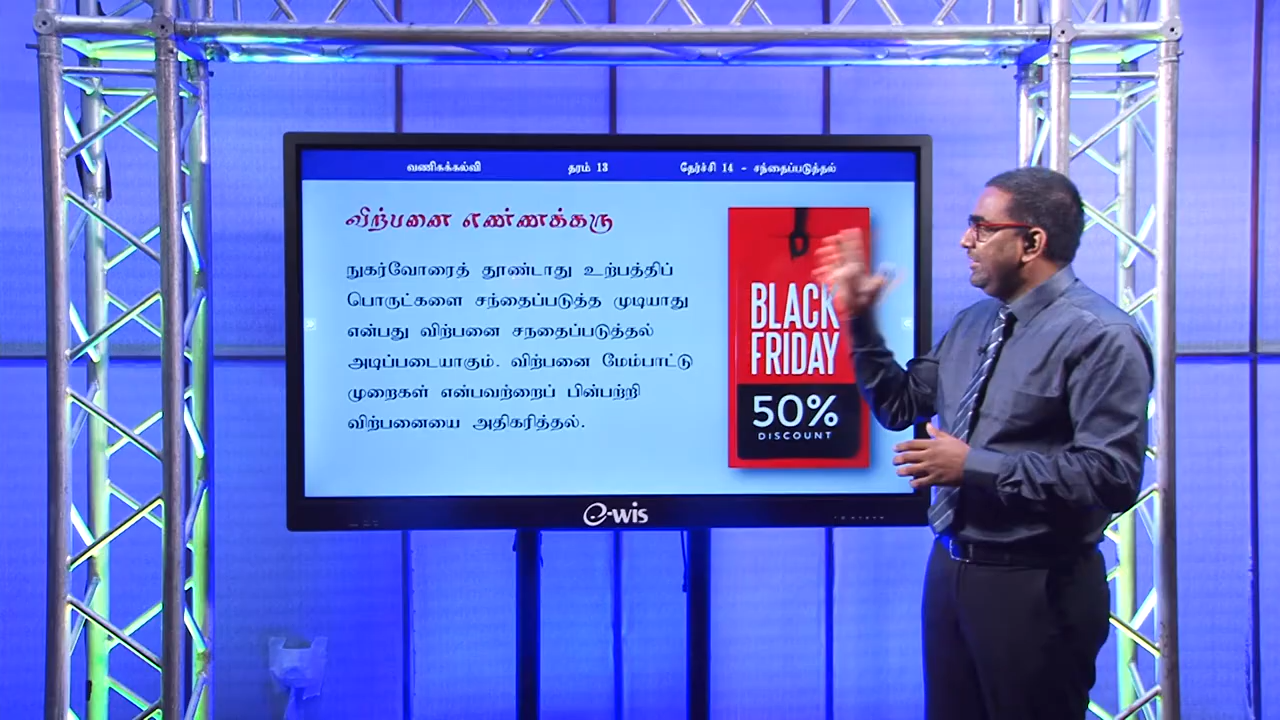 வணிகக்கல்வி தரம் 13 தேர்ச்சி 14 - சந்தைப்படுத்தல்
விற்பனை எண்ணக்கரு
நுகர்வோரைத் தூண்டாது உற்பத்திப்
பொருட்களை சந்தைப்படுத்த முடியாது
என்பது விற்பனை சநதைப்படுத்தல்
அடிப்படையாகும். விற்பனை மேம்பாட்டு
முறைகள் என்பவற்றைப் பின்பற்றி
விற்பனையை அதிகரித்தல்.
BLACK
FRIDAY
50%
DISCOUNT
e-wis